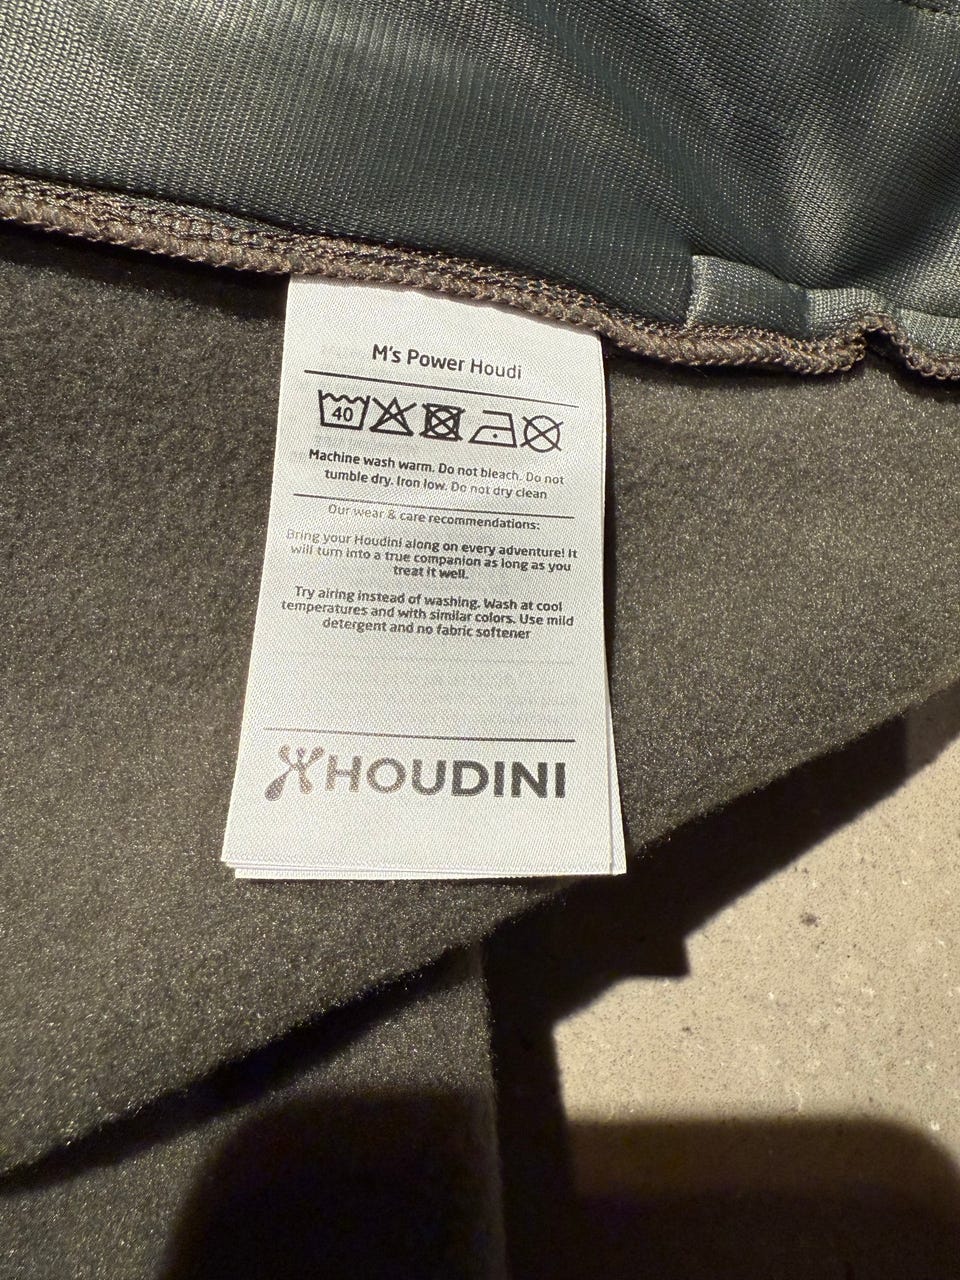 M's Power Houdi
40
Machine wash warm. Do not bleach. Do not
tumble dry. Iron low. Do not dry clean
Our wear & care recommendations:
Bring your Houdini along on every adventure! It
will turn into a true companion as long as you
treat it well.
Try airing instead of washing. Wash at cool
temperatures and with similar colors. Use mild
detergent and no fabric softener
HOUDINI